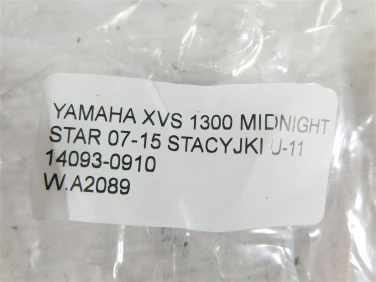 YAMAHA XVS 1300 MIDNIGHT
STAR 07-15 STACYJKI U-11
14093-0910
W.A2089